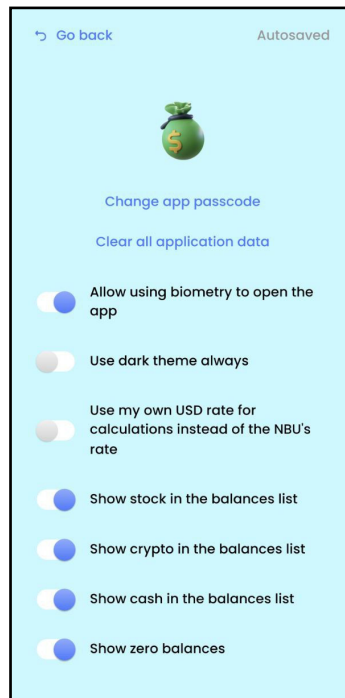 Go back
Autosaved
$
Change app passcode
Clear all application data
Allow using biometry to open the
app
Use dark theme always
Use my own USD rate for
calculations instead of the NBU's
rate
Show stock in the balances list
Show crypto in the balances list
Show cash in the balances list
Show zero balances